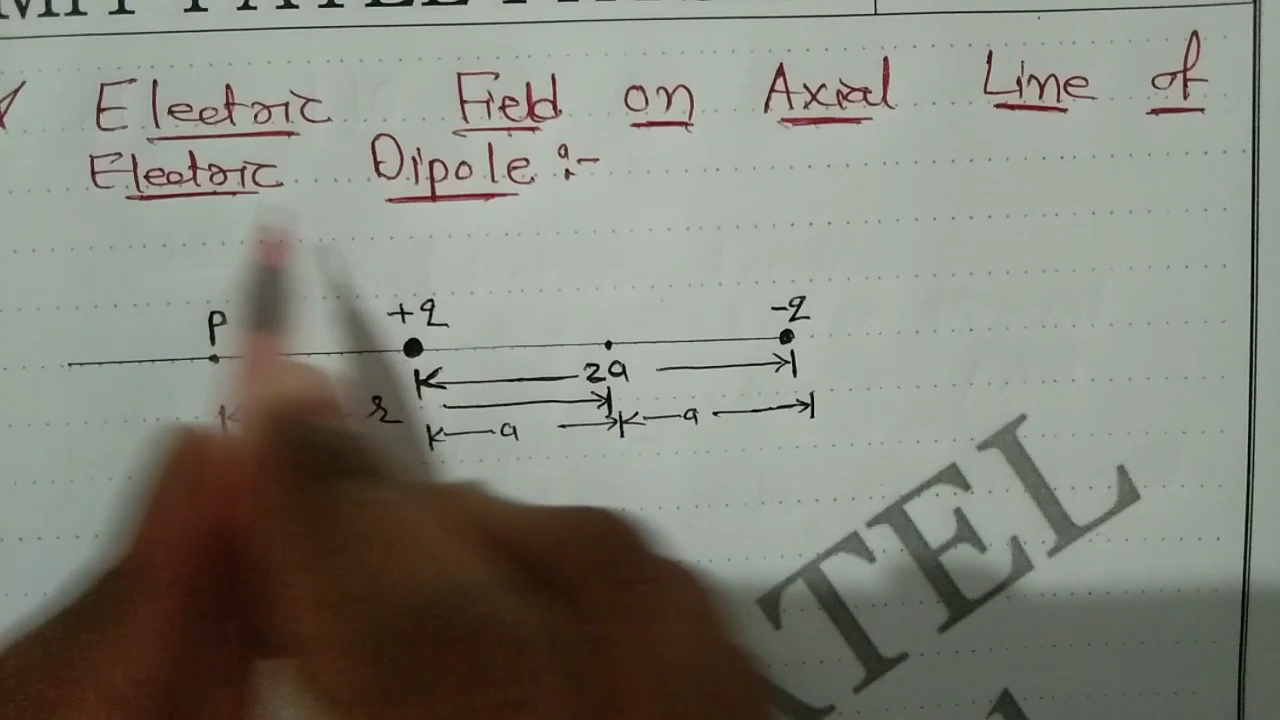 Electric Field on Axial Line of
Electric Dipole :-
P +q -q
2a
r
a a
TEL